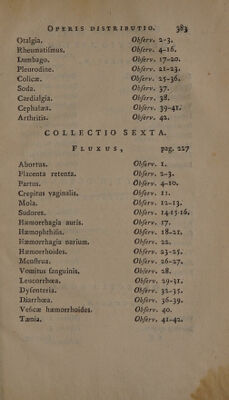 OPERIS DISTRIBUTIO. 383
Otalgia. Obſerv. 2-3.
Rheumatiſmus. Obſerv. 4-16.
Lumbago. Obſerv. 17-20.
Pleurodine. Obſerv. 21-23.
Colicæ. Obſerv. 25-36.
Soda. Obſerv. 37.
Cardialgia. Obſerv. 38.
Cephalæa. Obſerv. 39-41.
Arthritis. Obſerv. 42.
COLLECTIO SEXTA.
FLUXUS, pag. 227
Abortus. Obſerv. 1.
Placenta retenta. Obſerv. 2-3.
Partus. Obſerv. 4-10.
Crepitus vaginalis. Obſerv. 11.
Mola. Obſerv. 12-13.
Sudores. Obſerv. 14-15-16.
Hæmorrhagia auris. Obſerv. 17.
Hæmophthiſis. Obſerv. 18-21.
Hæmorrhagia narium. Obſerv. 22.
Hæmorrhoides. Obſerv. 23-25.
Menſtrua. Obſerv. 26-27.
Vomitus ſanguinis. Obſerv. 28.
Leucorrhœa. Obſerv. 29-31.
Dyſenteria. Obſerv. 32-35.
Diarrhœa. Obſerv. 36-39.
Veſicæ hæmorrhoides. Obſerv. 40.
Tænia. Obſerv. 41-42.